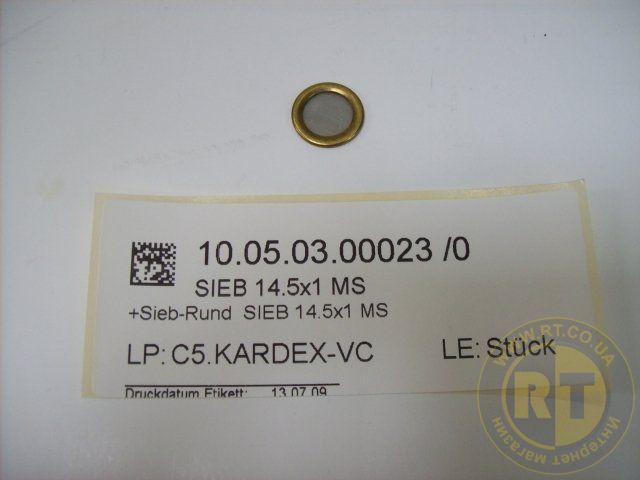 10.05.03.00023 /0
SIEB 14.5x1 MS
+Sieb-Rund SIEB 14.5x1 MS
LP: C5.KARDEX-VC LE: Stück
Druckdatum Etikett: 13.07.09
WWW.RT.CO.UA
RT
Интернет магазин